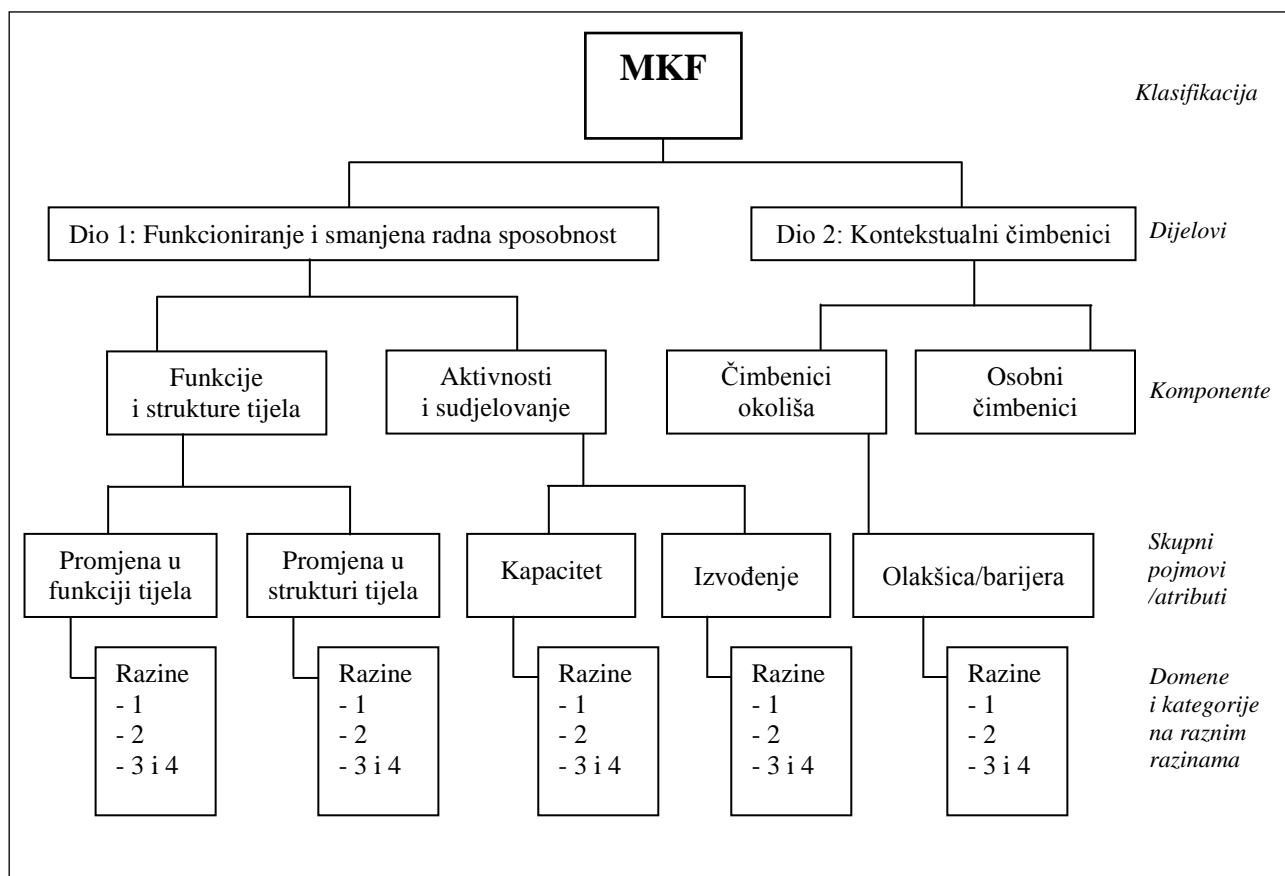 MKF
Klasifikacija
Dio 1: Funkcioniranje i smanjena radna sposobnost
Dio 2: Kontekstualni čimbenici
Dijelovi
Funkcije
i strukture tijela
Aktivnosti
i sudjelovanje
Čimbenici
okoliša
Osobni
čimbenici
Komponente
Promjena u
funkciji tijela
Promjena u
strukturi tijela
Kapacitet
Izvođenje
Olakšica/barijera
Skupni
pojmovi
/atributi
Razine
- 1
- 2
- 3 i 4
Razine
- 1
- 2
- 3 i 4
Razine
- 1
- 2
- 3 i 4
Razine
- 1
- 2
- 3 i 4
Razine
- 1
- 2
- 3 i 4
Domene
i kategorije
na raznim
razinama